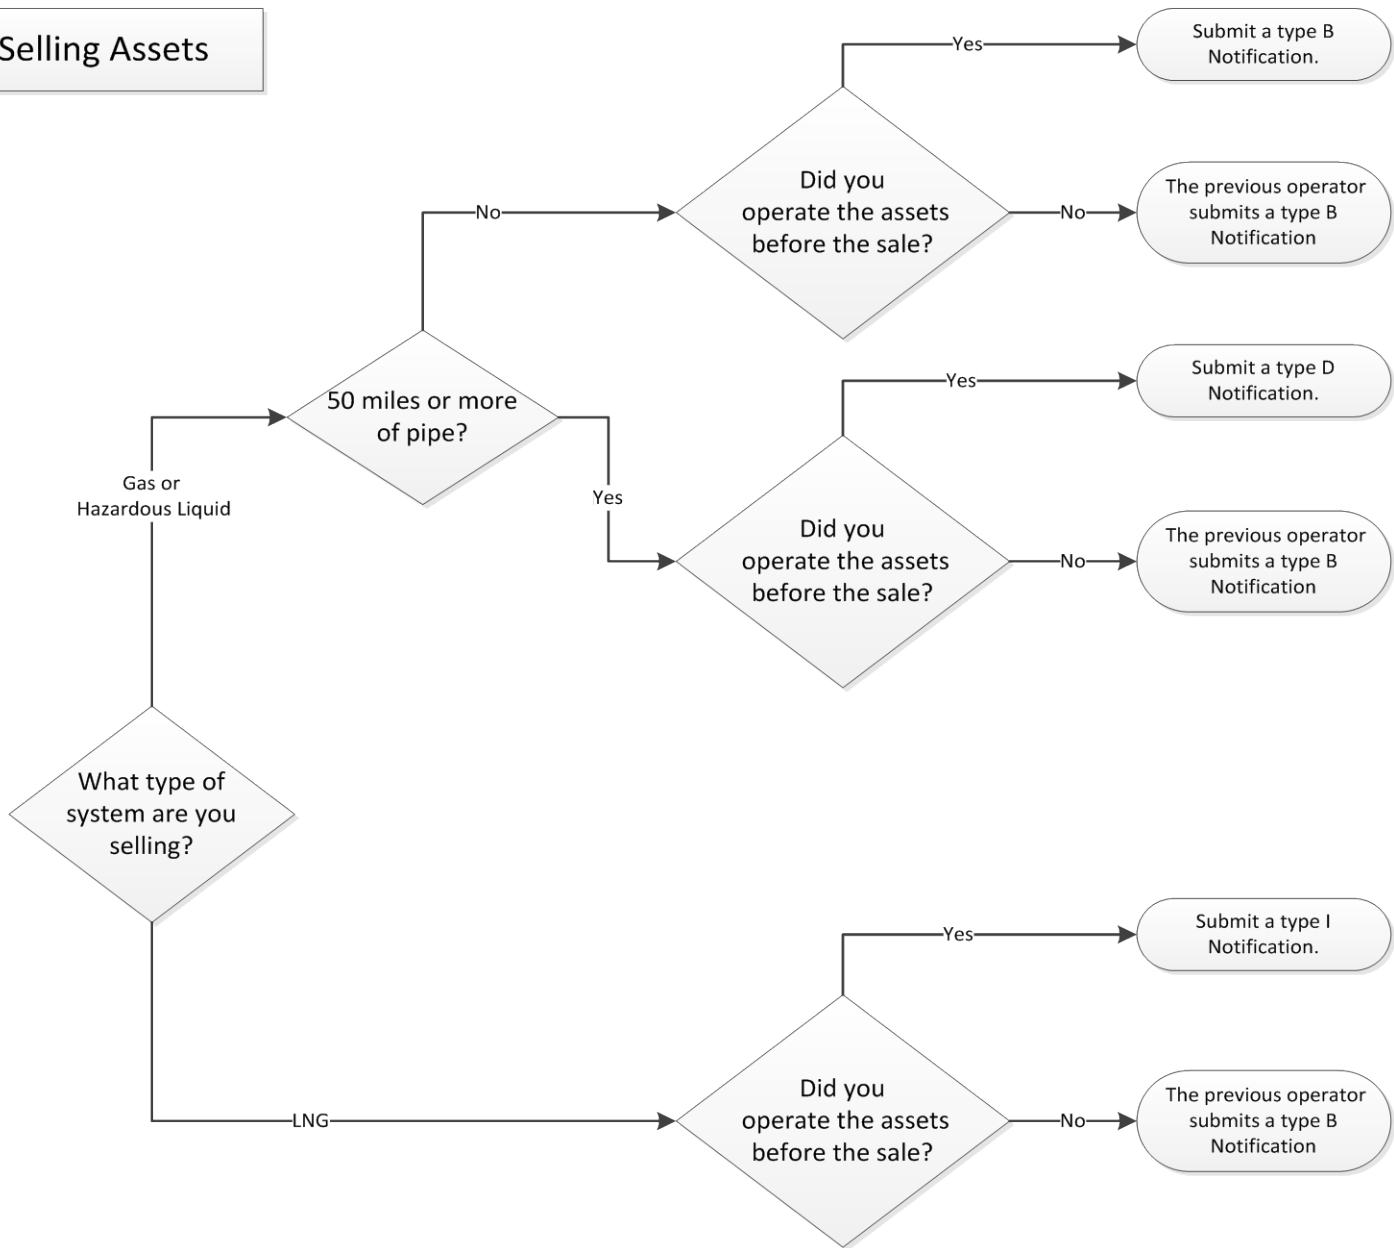 Selling Assets
Yes
Submit a type B
Notification.
Did you
operate the assets
before the sale?
No
No
The previous operator
submits a type B
Notification
50 miles or more
of pipe?
Yes
Submit a type D
Notification.
Gas or
Hazardous Liquid
Yes
Did you
operate the assets
before the sale?
No
The previous operator
submits a type B
Notification
What type of
system are you
selling?
Yes
Submit a type I
Notification.
LNG
Did you
operate the assets
before the sale?
No
The previous operator
submits a type B
Notification